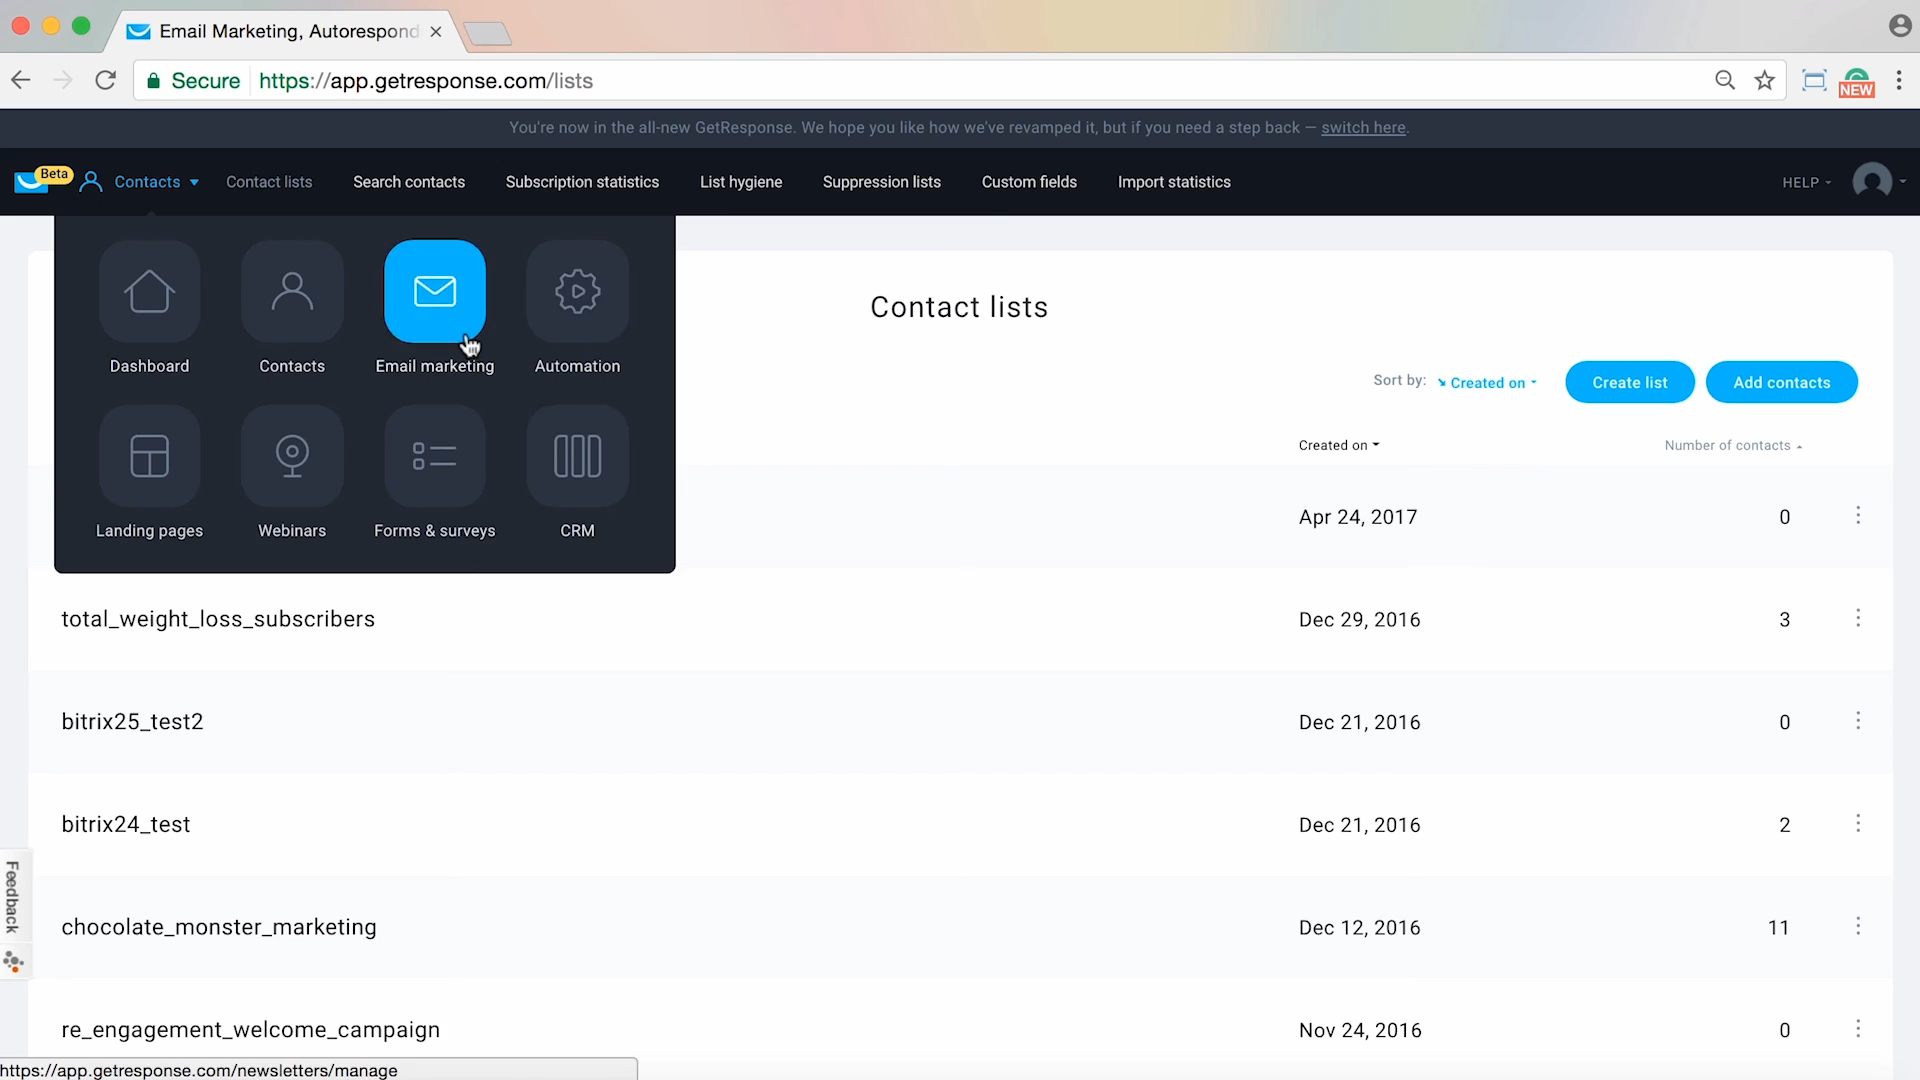 Email Marketing, Autorespond
Secure
https://app.getresponse.com/lists
NEW
You're now in the all-new GetResponse. We hope you like how we've revamped it, but if you need a step back — switch here.
Beta
Contacts
Contact lists
Search contacts
Subscription statistics
List hygiene
Suppression lists
Custom fields
Import statistics
HELP
Dashboard
Contacts
Email marketing
Automation
Landing pages
Webinars
Forms & surveys
CRM
Contact lists
Sort by:
Created on
Create list
Add contacts
Created on
Number of contacts
Apr 24, 2017
0
total_weight_loss_subscribers
Dec 29, 2016
3
bitrix25_test2
Dec 21, 2016
0
bitrix24_test
Dec 21, 2016
2
chocolate_monster_marketing
Dec 12, 2016
11
re_engagement_welcome_campaign
Nov 24, 2016
0
Feedback
https://app.getresponse.com/newsletters/manage